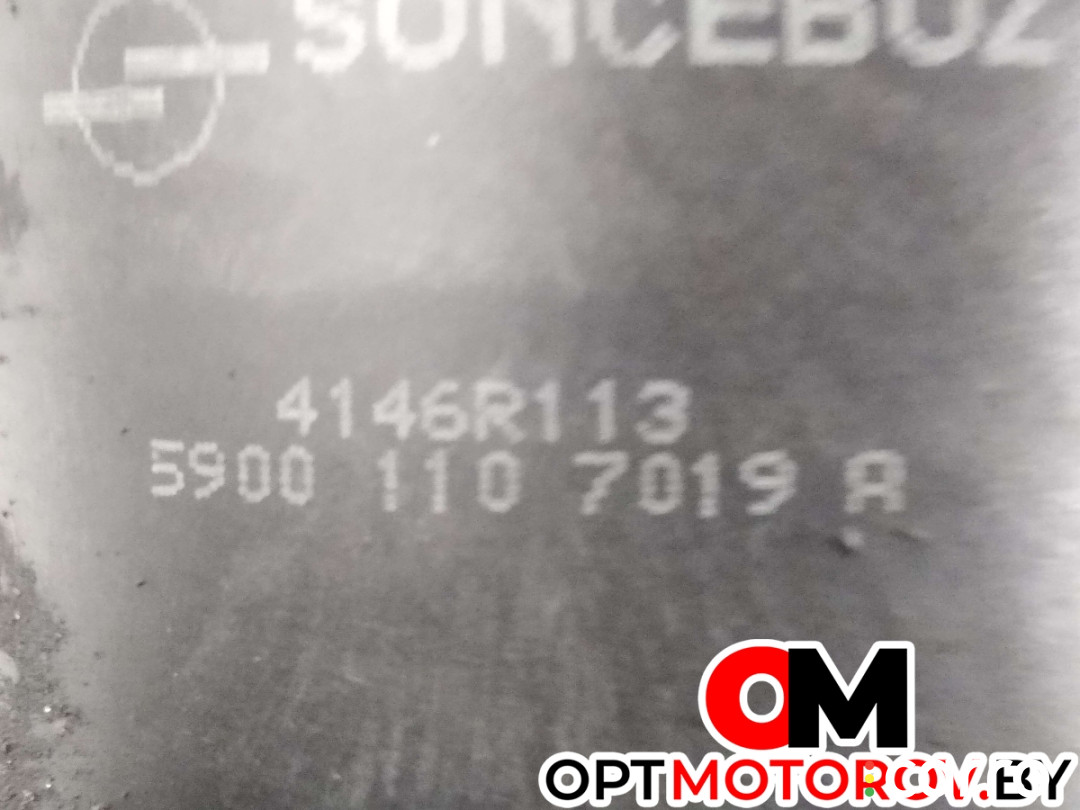 SONCEBOZ
4146R113
5900 110 7019 A
OM
OPTMOTOROV.BY